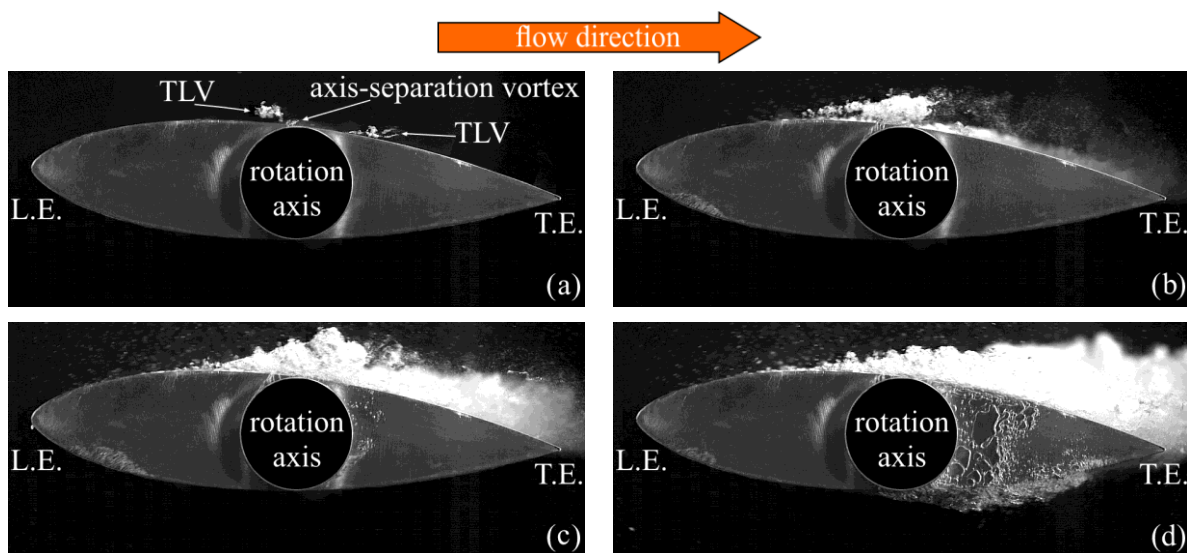 flow direction
TLV
axis-separation vortex
TLV
rotation
axis
L.E.
T.E.
(a)
rotation
axis
L.E.
T.E.
(b)
rotation
axis
L.E.
T.E.
(c)
rotation
axis
L.E.
T.E.
(d)